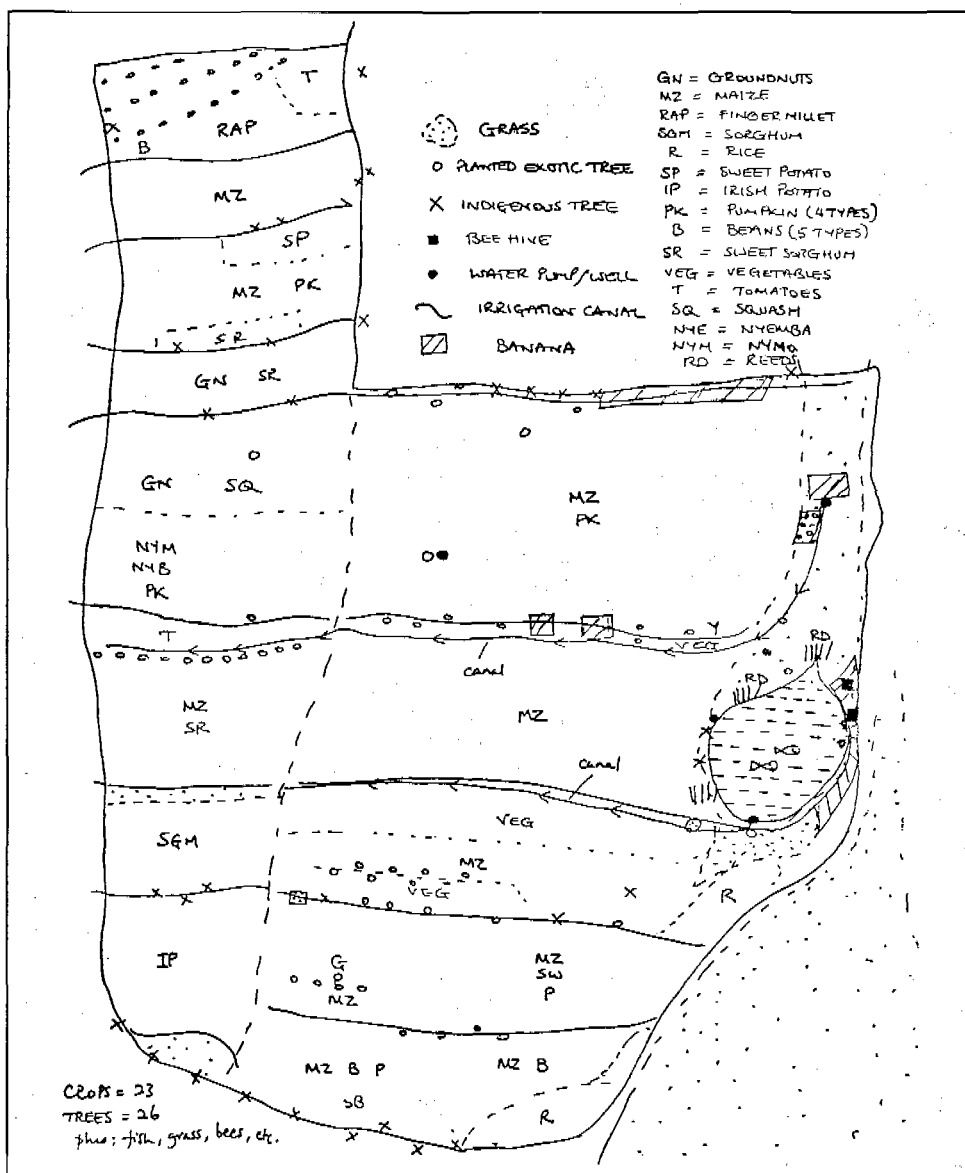 GN = GROUNDNUTS
MZ = MAIZE
RAP = FINGER MILLET
SGM = SORGHUM
R = RICE
SP = SWEET POTATO
IP = IRISH POTATO
PK = PUMPKIN (4 TYPES)
B = BEANS (5 TYPES)
SR = SWEET SORGHUM
VEG = VEGETABLES
T = TOMATOES
SQ = SQUASH
NYE = NYEMBA
NYM = NYMO
RD = REEDS
GRASS
PLANTED EXOTIC TREE
INDIGENOUS TREE
BEE HIVE
WATER PUMP/WELL
IRRIGATION CANAL
BANANA
T
RAP
B
MZ
SP
MZ PK
SR
GN SR
GN SQ
MZ
PK
NYM
NYB
PK
T
Y
VEG
canal
RD
RD
MZ
SR
MZ
canal
VEG
SGM
MZ
VEG
R
IP
G
MZ
MZ
SW
P
MZ B P
MZ B
SB
R
CROPS = 23
TREES = 26
plus; fish, grass, bees, etc.